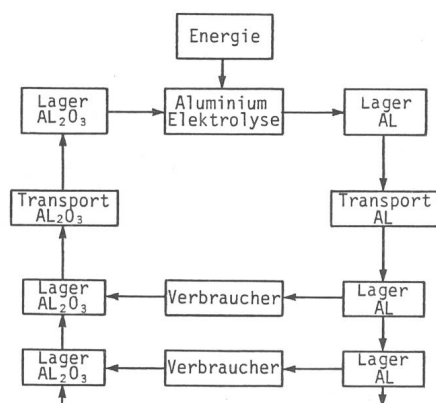 Energie
Lager
AL₂O₃
Aluminium
Elektrolyse
Lager
AL
Transport
AL₂O₃
Transport
AL
Lager
AL₂O₃
Verbraucher
Lager
AL
Lager
AL₂O₃
Verbraucher
Lager
AL